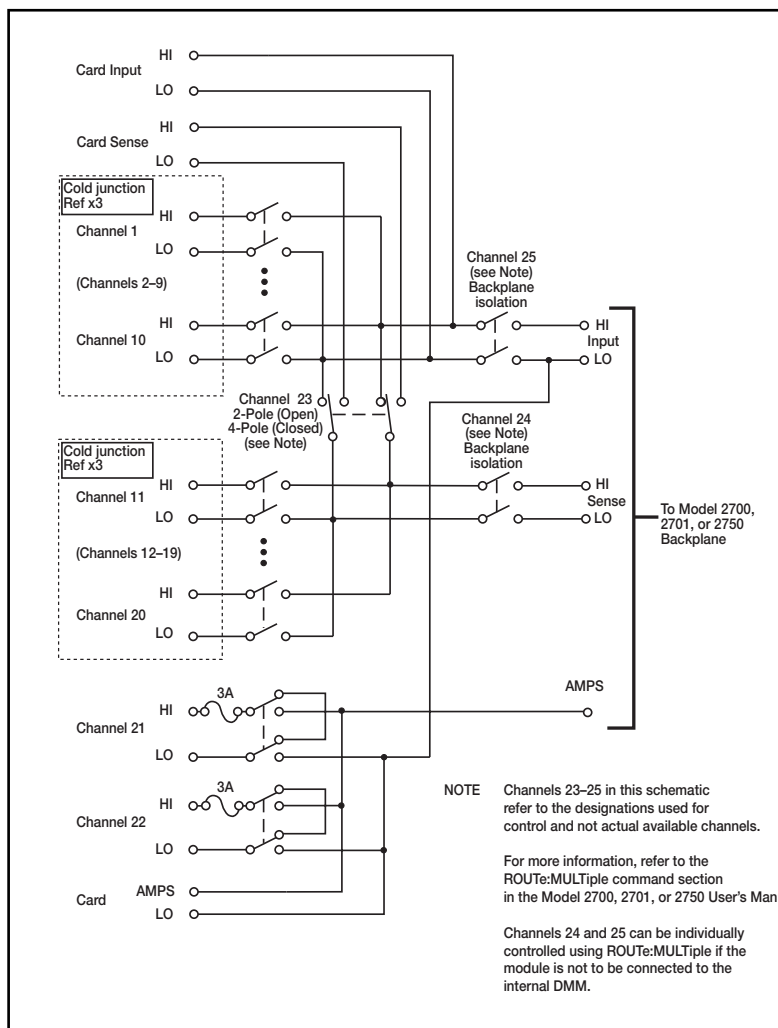 HI
Card Input
LO
HI
Card Sense
LO
Cold junction
Ref x3
HI
Channel 1
LO
(Channels 2–9)
HI
Channel 10
LO
Channel 25
(see Note)
Backplane
isolation
HI
Input
LO
Channel 23
2-Pole (Open)
4-Pole (Closed)
(see Note)
Channel 24
(see Note)
Backplane
isolation
Cold junction
Ref x3
HI
Channel 11
LO
(Channels 12–19)
HI
Channel 20
LO
HI
Sense
LO
To Model 2700,
2701, or 2750
Backplane
AMPS
3A
HI
Channel 21
LO
3A
HI
Channel 22
LO
AMPS
Card
LO
NOTE Channels 23–25 in this schematic
refer to the designations used for
control and not actual available channels.
For more information, refer to the
ROUTe:MULTiple command section
in the Model 2700, 2701, or 2750 User's Man
Channels 24 and 25 can be individually
controlled using ROUTe:MULTiple if the
module is not to be connected to the
internal DMM.